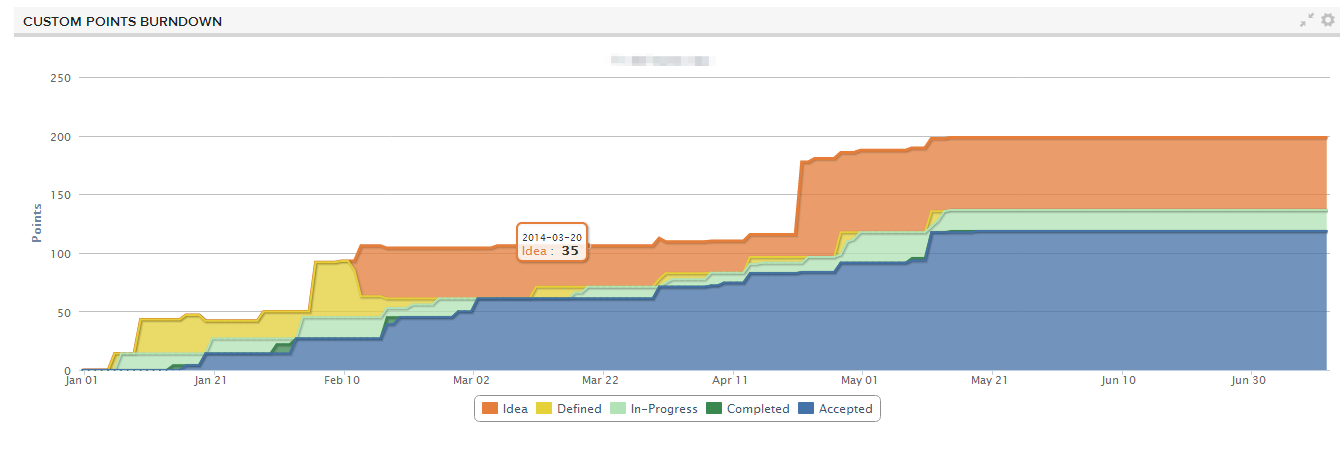 CUSTOM POINTS BURNDOWN
250
200
150
100
50
0
Points
2014-03-20
Idea : 35
Jan 01 Jan 21 Feb 10 Mar 02 Mar 22 Apr 11 May 01 May 21 Jun 10 Jun 30
Idea Defined In-Progress Completed Accepted